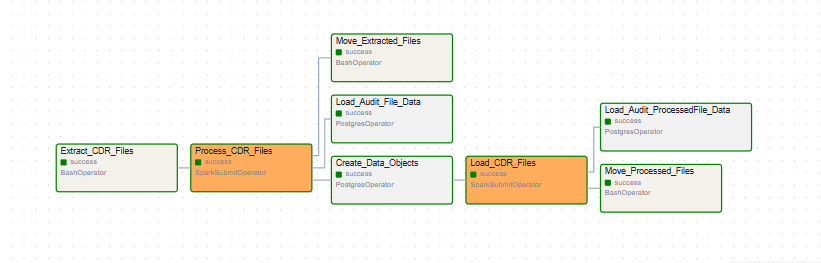 Extract_CDR_Files
success
BashOperator
Process_CDR_Files
success
SparkSubmitOperator
Move_Extracted_Files
success
BashOperator
Load_Audit_File_Data
success
PostgresOperator
Create_Data_Objects
success
PostgresOperator
Load_CDR_Files
success
SparkSubmitOperator
Load_Audit_ProcessedFile_Data
success
PostgresOperator
Move_Processed_Files
success
BashOperator